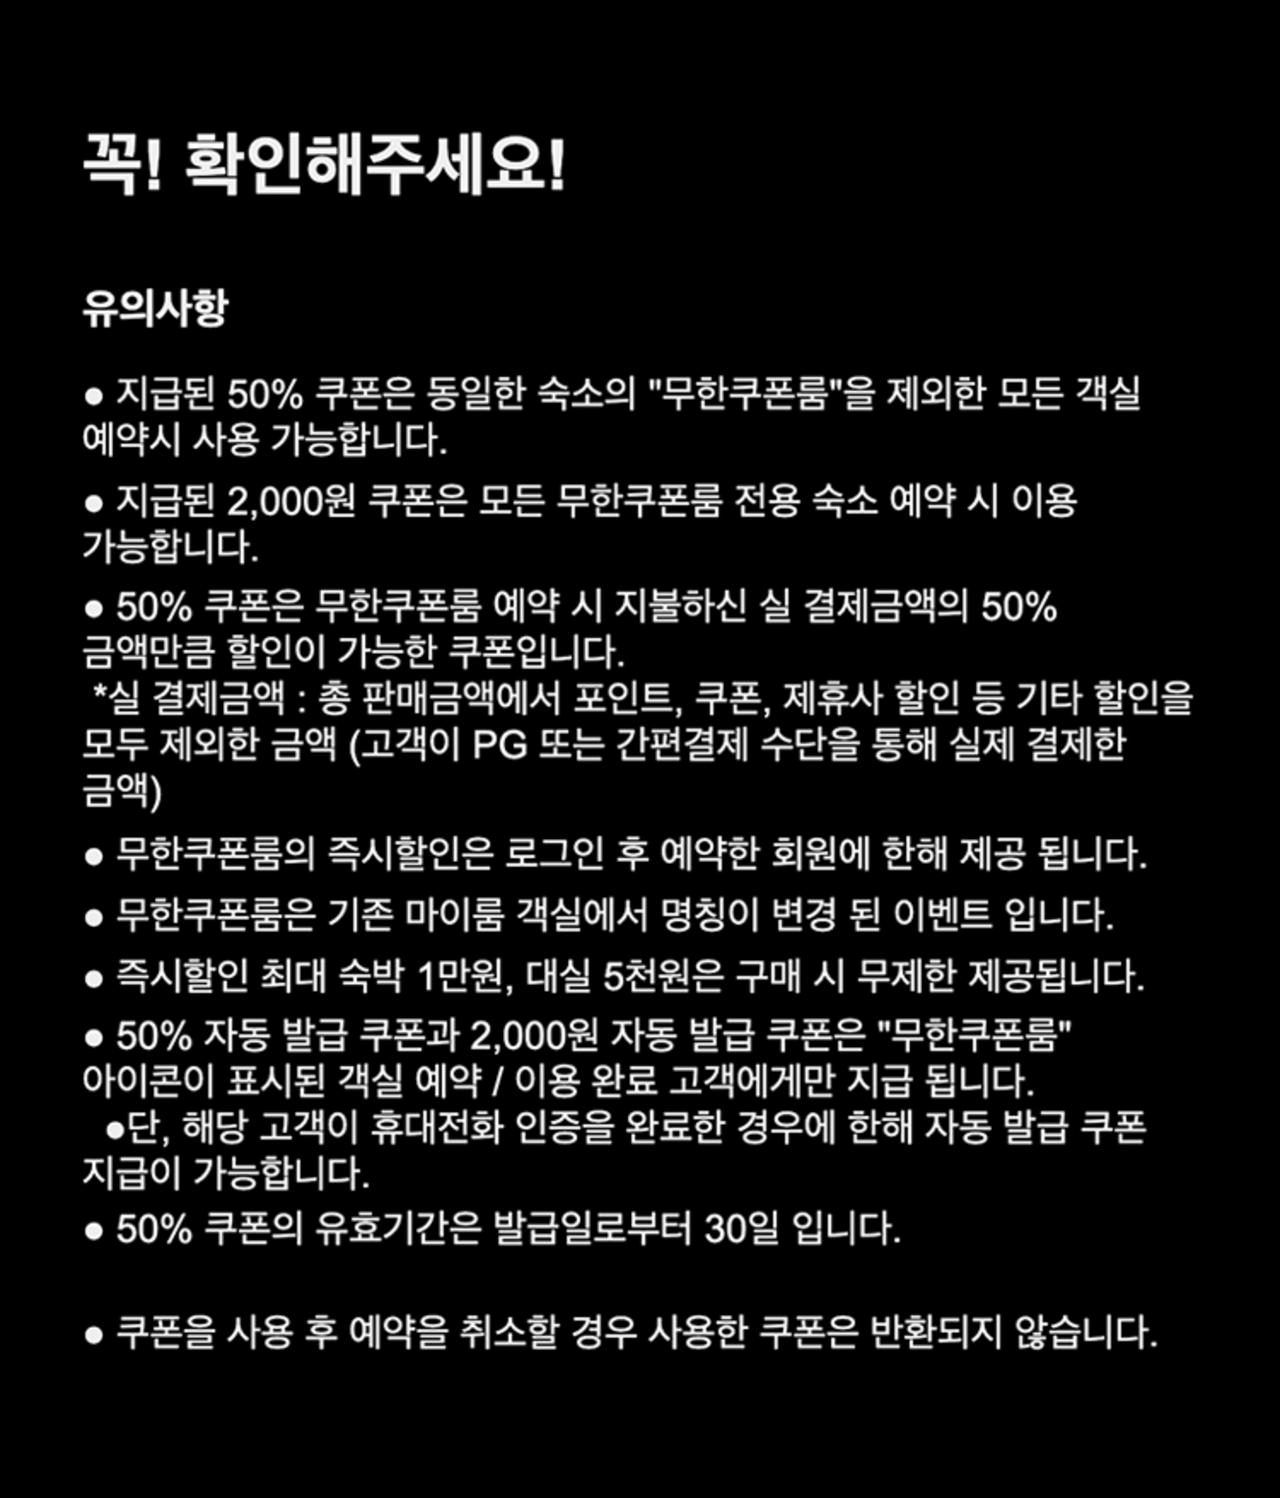 꼭! 확인해주세요!
유의사항
● 지급된 50% 쿠폰은 동일한 숙소의 "무한쿠폰룸"을 제외한 모든 객실
예약시 사용 가능합니다.
● 지급된 2,000원 쿠폰은 모든 무한쿠폰룸 전용 숙소 예약 시 이용
가능합니다.
● 50% 쿠폰은 무한쿠폰룸 예약 시 지불하신 실 결제금액의 50%
금액만큼 할인이 가능한 쿠폰입니다.
*실 결제금액 : 총 판매금액에서 포인트, 쿠폰, 제휴사 할인 등 기타 할인을
모두 제외한 금액 (고객이 PG 또는 간편결제 수단을 통해 실제 결제한
금액)
● 무한쿠폰룸의 즉시할인은 로그인 후 예약한 회원에 한해 제공 됩니다.
● 무한쿠폰룸은 기존 마이룸 객실에서 명칭이 변경 된 이벤트 입니다.
● 즉시할인 최대 숙박 1만원, 대실 5천원은 구매 시 무제한 제공됩니다.
● 50% 자동 발급 쿠폰과 2,000원 자동 발급 쿠폰은 "무한쿠폰룸"
아이콘이 표시된 객실 예약 / 이용 완료 고객에게만 지급 됩니다.
●단, 해당 고객이 휴대전화 인증을 완료한 경우에 한해 자동 발급 쿠폰
지급이 가능합니다.
● 50% 쿠폰의 유효기간은 발급일로부터 30일 입니다.
● 쿠폰을 사용 후 예약을 취소할 경우 사용한 쿠폰은 반환되지 않습니다.